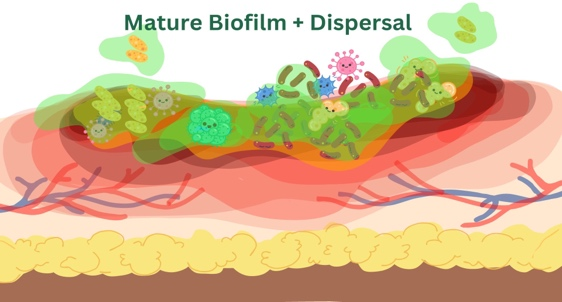 Mature Biofilm + Dispersal